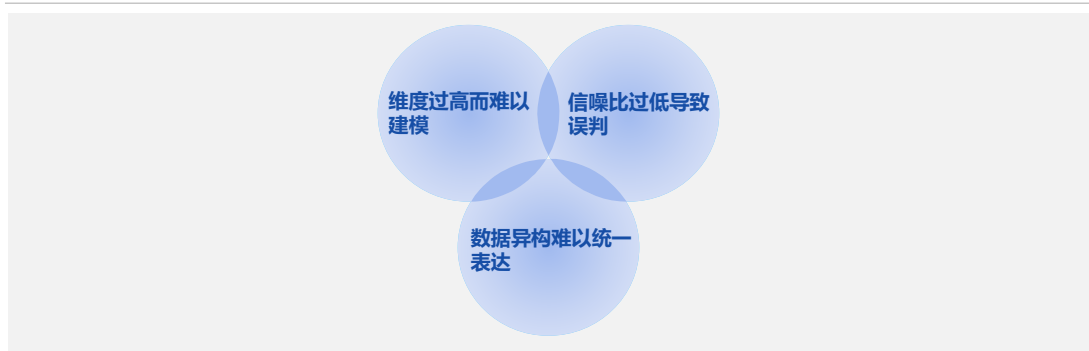 维度过高而难以
建模
信噪比过低导致
误判
数据异构难以统一
表达